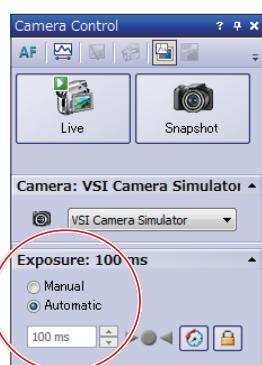 Camera Control
AF
Live Snapshot
Camera: VSI Camera Simulator
VSI Camera Simulator
Exposure: 100 ms
Manual
Automatic
100 ms